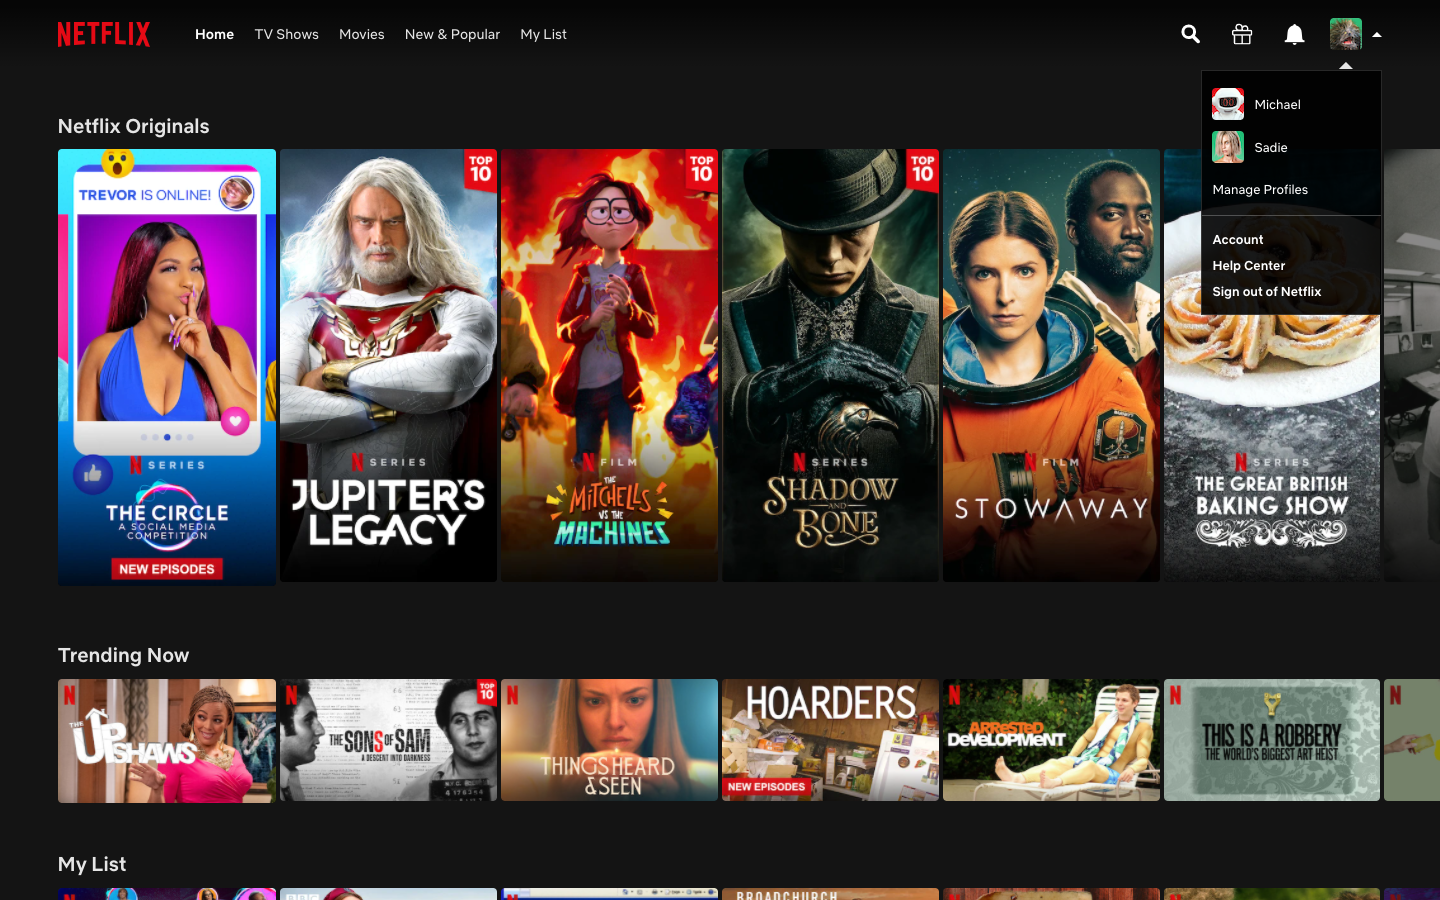 NETFLIX
Home
TV Shows
Movies
New & Popular
My List
Michael
Sadie
Manage Profiles
Account
Help Center
Sign out of Netflix
Netflix Originals
TREVOR IS ONLINE!
N SERIES
THE CIRCLE
A SOCIAL MEDIA
COMPETITION
NEW EPISODES
TOP
10
N SERIES
JUPITER'S
LEGACY
TOP
10
N FILM
THE
MITCHELLS
VS THE
MACHINES
TOP
10
N SERIES
SHADOW
AND
BONE
N FILM
STOWAWAY
N SERIES
THE GREAT BRITISH
BAKING SHOW
Trending Now
N
THE
UPSHAWS
N
TOP
10
THE SONS OF SAM
A DESCENT INTO DARKNESS
N
THINGS HEARD
& SEEN
HOARDERS
NEW EPISODES
N
ARRESTED
DEVELOPMENT
N
THIS IS A ROBBERY
THE WORLD'S BIGGEST ART HEIST
N
My List
BBC
BROADCHURCH